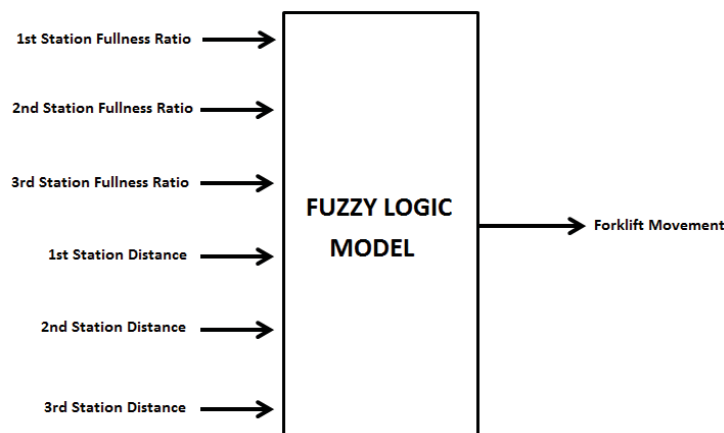 1st Station Fullness Ratio
2nd Station Fullness Ratio
3rd Station Fullness Ratio
1st Station Distance
2nd Station Distance
3rd Station Distance
FUZZY LOGIC
MODEL
Forklift Movement